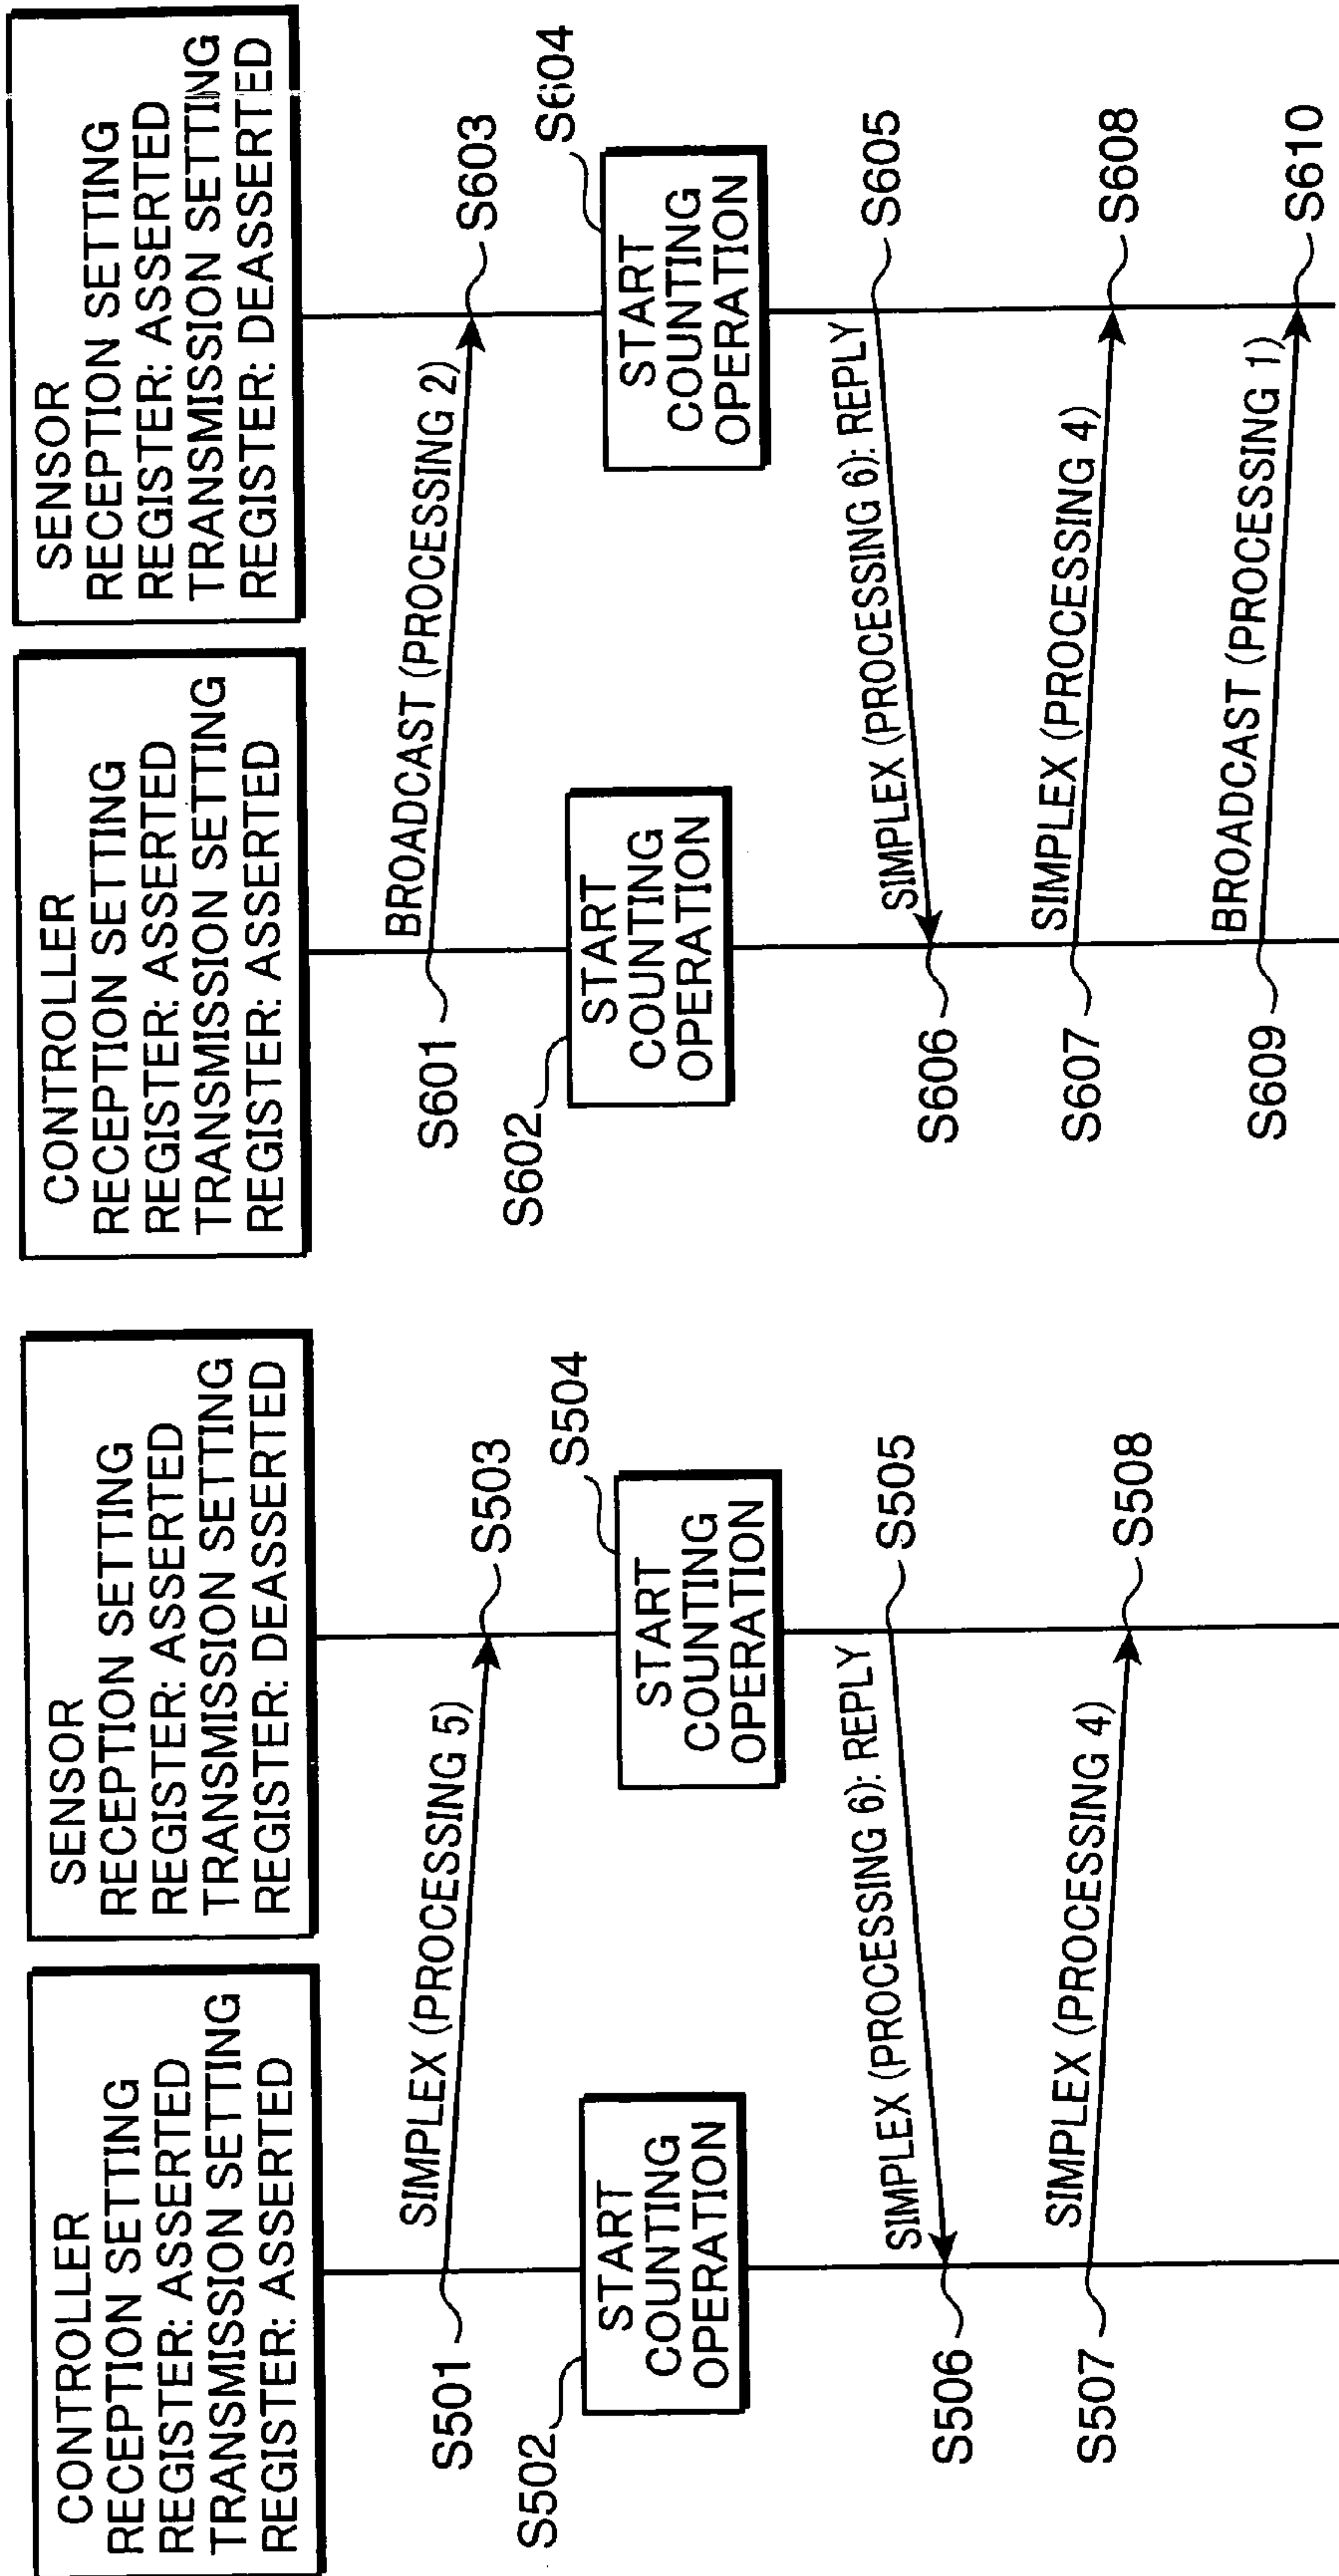 CONTROLLER
RECEPTION SETTING
REGISTER: ASSERTED
TRANSMISSION SETTING
REGISTER: ASSERTED
SENSOR
RECEPTION SETTING
REGISTER: ASSERTED
TRANSMISSION SETTING
REGISTER: DEASSERTED
S501
SIMPLEX (PROCESSING 5)
S503
S502
START
COUNTING
OPERATION
S504
START
COUNTING
OPERATION
S505
SIMPLEX (PROCESSING 6): REPLY
S506
S507
SIMPLEX (PROCESSING 4)
S508
CONTROLLER
RECEPTION SETTING
REGISTER: ASSERTED
TRANSMISSION SETTING
REGISTER: ASSERTED
SENSOR
RECEPTION SETTING
REGISTER: ASSERTED
TRANSMISSION SETTING
REGISTER: DEASSERTED
S601
BROADCAST (PROCESSING 2)
S603
S602
START
COUNTING
OPERATION
S604
START
COUNTING
OPERATION
S605
SIMPLEX (PROCESSING 6): REPLY
S606
S607
SIMPLEX (PROCESSING 4)
S608
S609
BROADCAST (PROCESSING 1)
S610